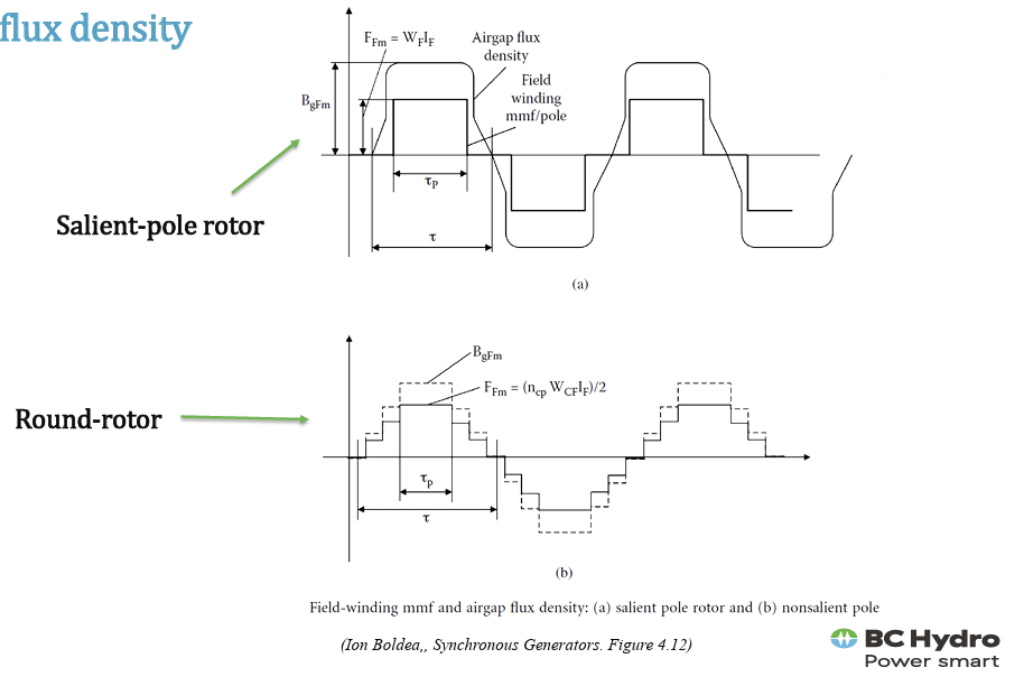 flux density
F_Fm = W_F I_F
Airgap flux
density
Field
winding
mmf/pole
B_gFm
τ_p
Salient-pole rotor
τ
(a)
B_gFm
F_Fm = (n_cp W_CF I_F)/2
Round-rotor
τ_p
τ
(b)
Field-winding mmf and airgap flux density: (a) salient pole rotor and (b) nonsalient pole
(Ion Boldea,, Synchronous Generators. Figure 4.12)
BC Hydro
Power smart